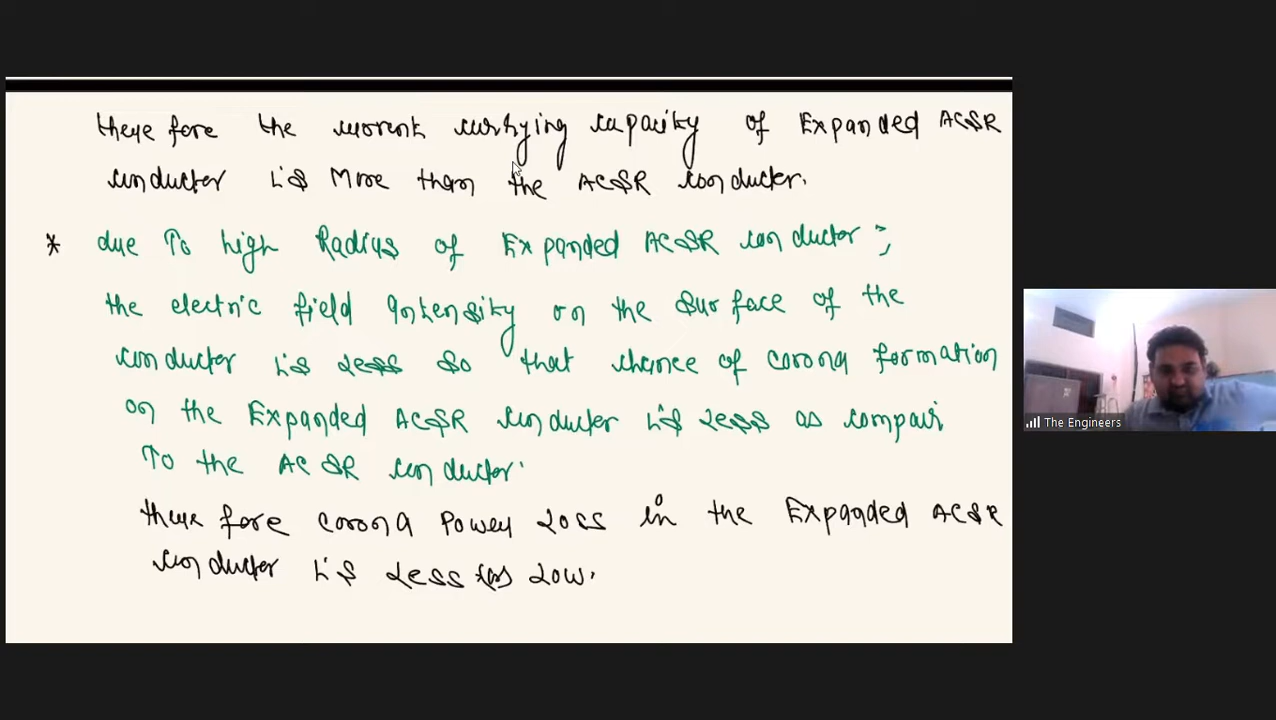 therefore the current carrying capacity of Expanded ACSR
conductor is More than the ACSR conductor.
* due To high Radius of Expanded ACSR conductor ;
the electric field Intensity on the surface of the
conductor is less so that chance of corona formation
on the Expanded ACSR conductor is less as compair
To the ACSR conductor.
therefore corona Power loss in the Expanded ACSR
conductor is less (or) low.
The Engineers